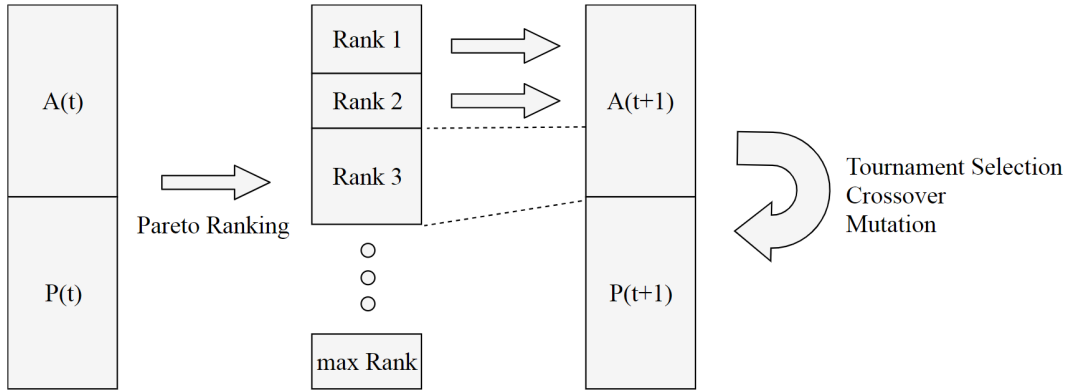 A(t)
P(t)
Pareto Ranking
Rank 1
Rank 2
Rank 3
max Rank
A(t+1)
P(t+1)
Tournament Selection
Crossover
Mutation